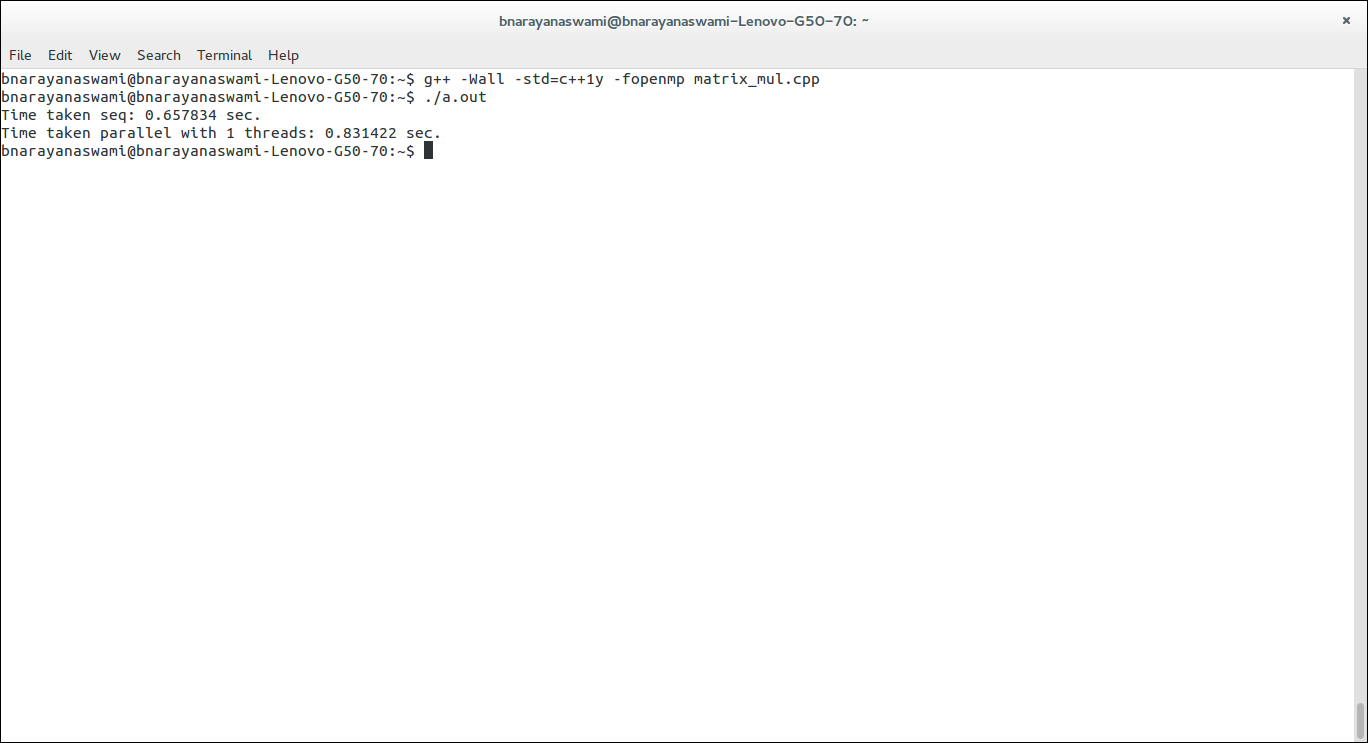 bnarayanaswami@bnarayanaswami-Lenovo-G50-70: ~
File Edit View Search Terminal Help
bnarayanaswami@bnarayanaswami-Lenovo-G50-70:~$ g++ -Wall -std=c++1y -fopenmp matrix_mul.cpp
bnarayanaswami@bnarayanaswami-Lenovo-G50-70:~$ ./a.out
Time taken seq: 0.657834 sec.
Time taken parallel with 1 threads: 0.831422 sec.
bnarayanaswami@bnarayanaswami-Lenovo-G50-70:~$